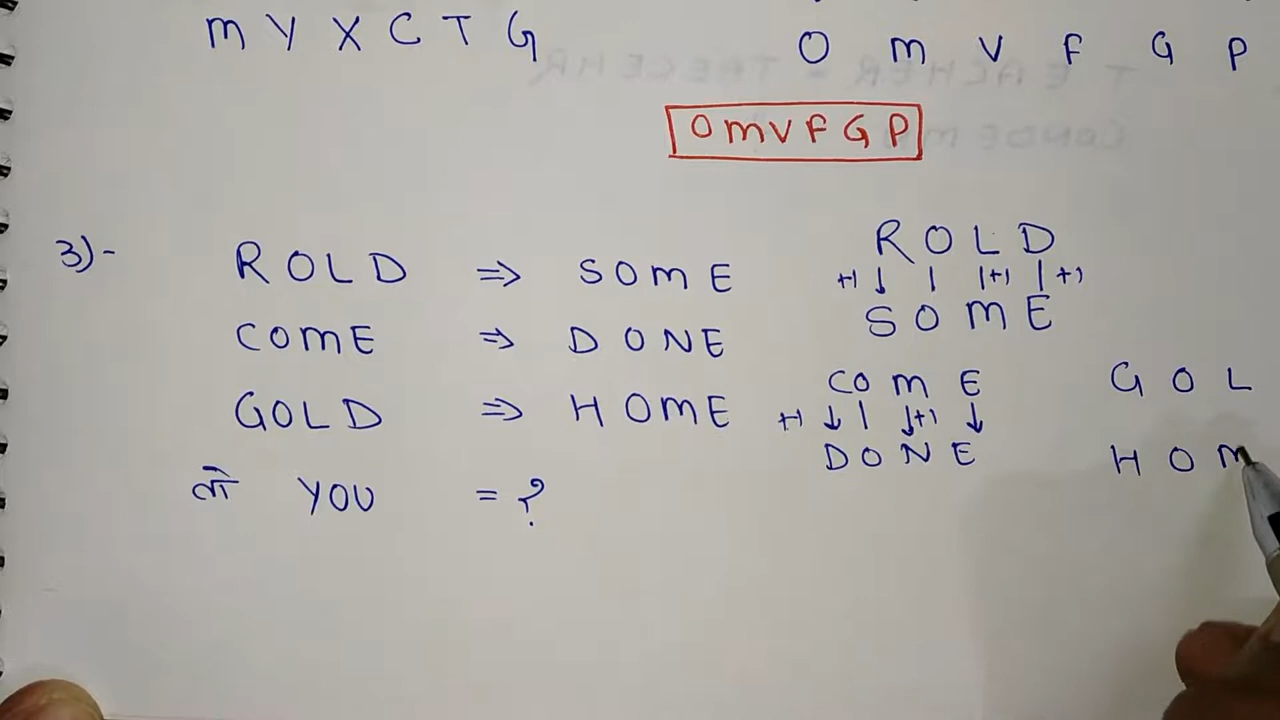 M Y X C T G
O M V F G P
OMVFGP
3)-
ROLD ⇒ SOME
COME ⇒ DONE
GOLD ⇒ HOME
तो YOU = ?
ROLD
+1 +1 +1
SOME
COME
+1 +1
DONE
GOL
HOM